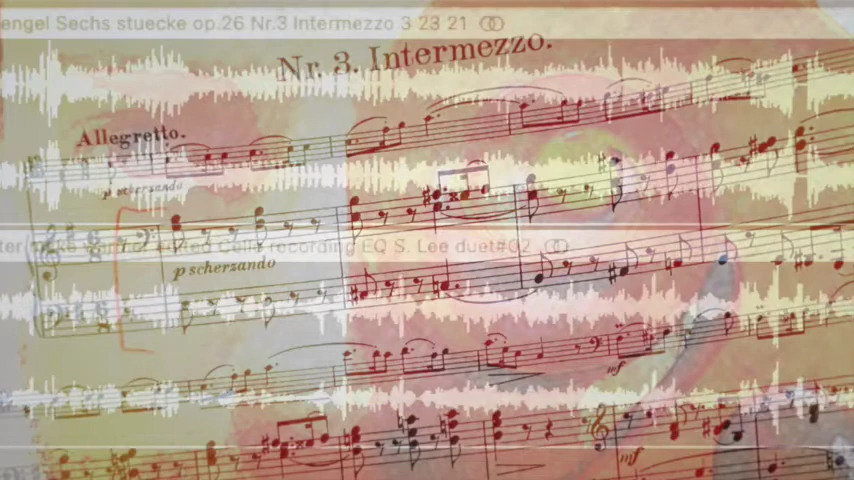 engel Sechs stuecke op.26 Nr.3 Intermezzo 3 23 21
Nr. 3. Intermezzo.
Allegretto.
p scherzando
Cello recording EQ S. Lee duet#02
p scherzando
mf
mf